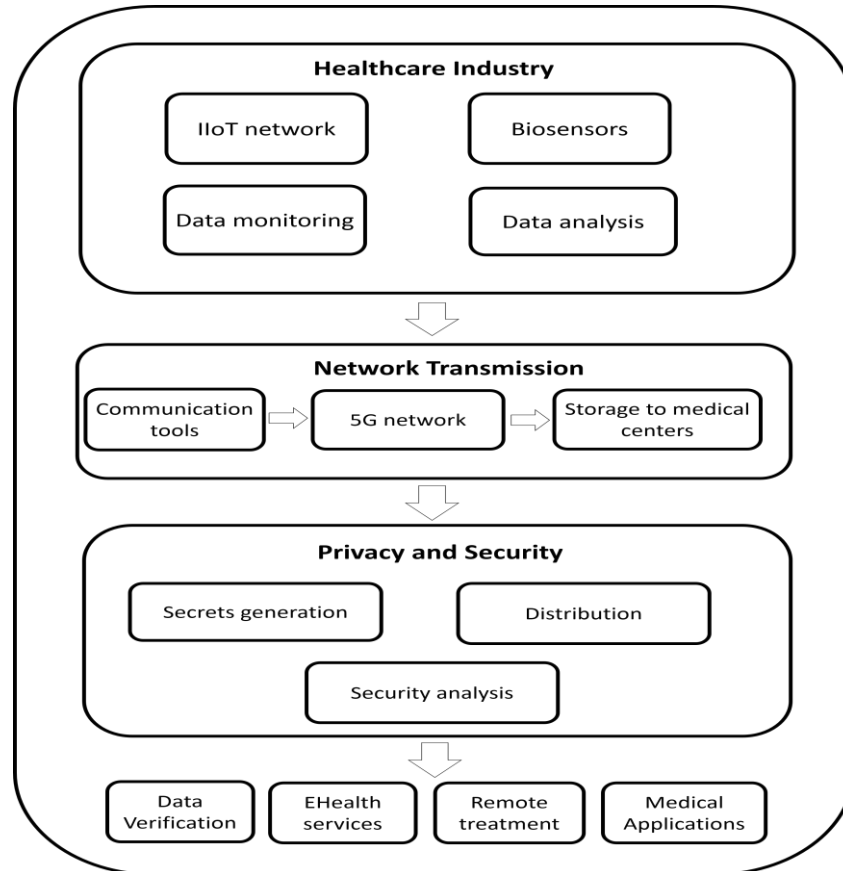 Healthcare Industry
IIoT network
Biosensors
Data monitoring
Data analysis
Network Transmission
Communication
tools
5G network
Storage to medical
centers
Privacy and Security
Secrets generation
Distribution
Security analysis
Data
Verification
EHealth
services
Remote
treatment
Medical
Applications